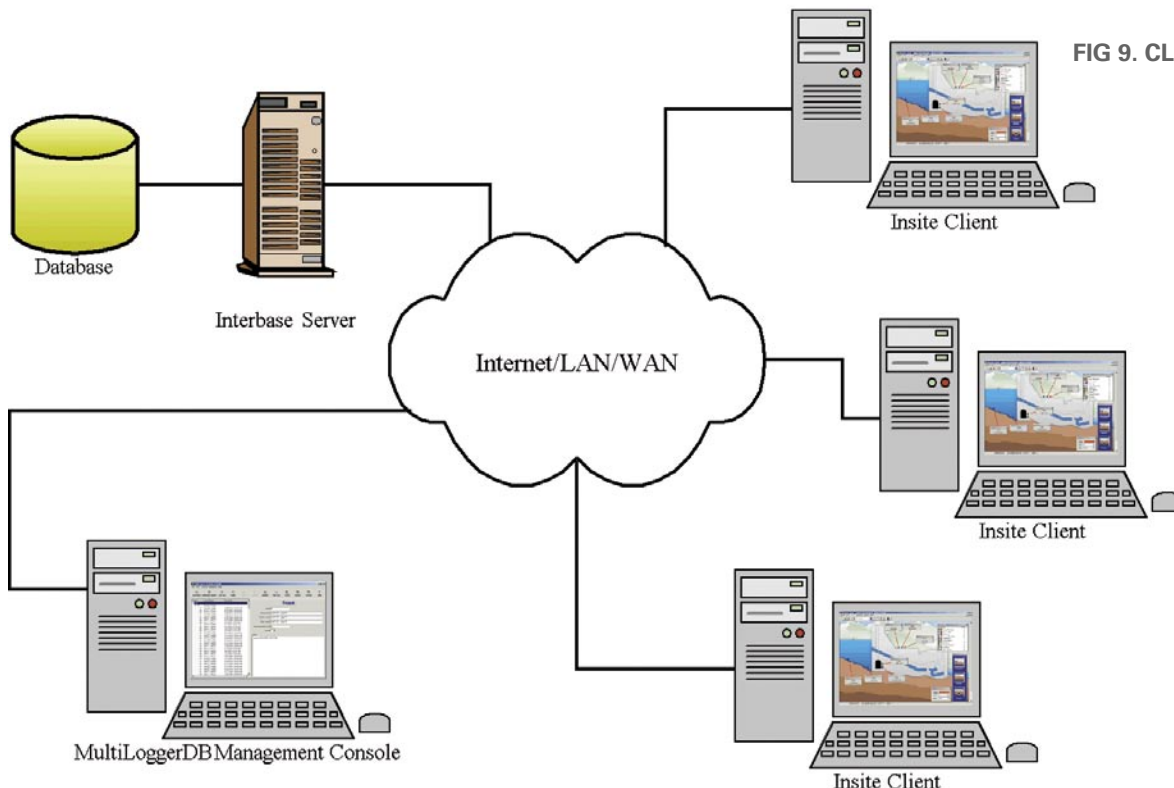 FIG 9. CL
Insite Client
Database
Interbase Server
Internet/LAN/WAN
Insite Client
MultiLoggerDB Management Console
Insite Client